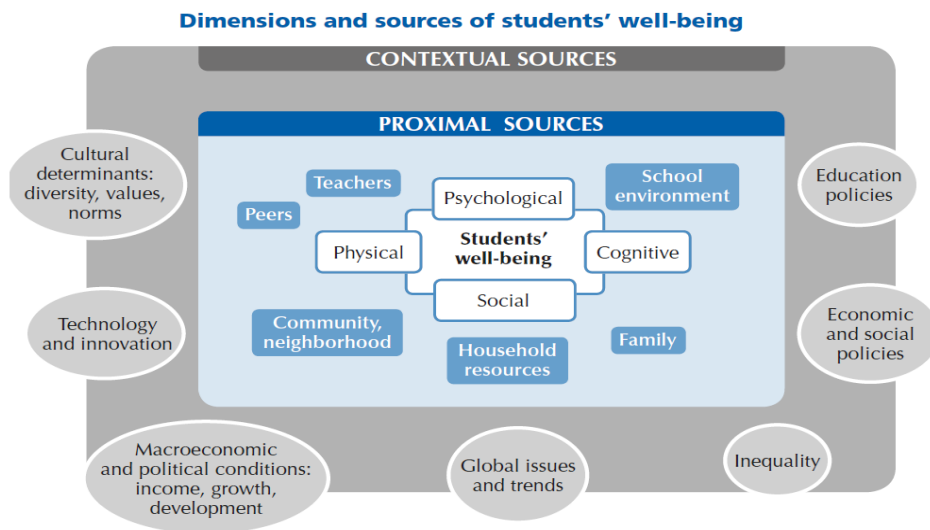 Dimensions and sources of students’ well-being
CONTEXTUAL SOURCES
PROXIMAL SOURCES
Cultural
determinants:
diversity, values,
norms
Teachers
Peers
Psychological
School
environment
Education
policies
Physical
Students’
well-being
Cognitive
Social
Technology
and innovation
Community,
neighborhood
Household
resources
Family
Economic
and social
policies
Macroeconomic
and political conditions:
income, growth,
development
Global issues
and trends
Inequality